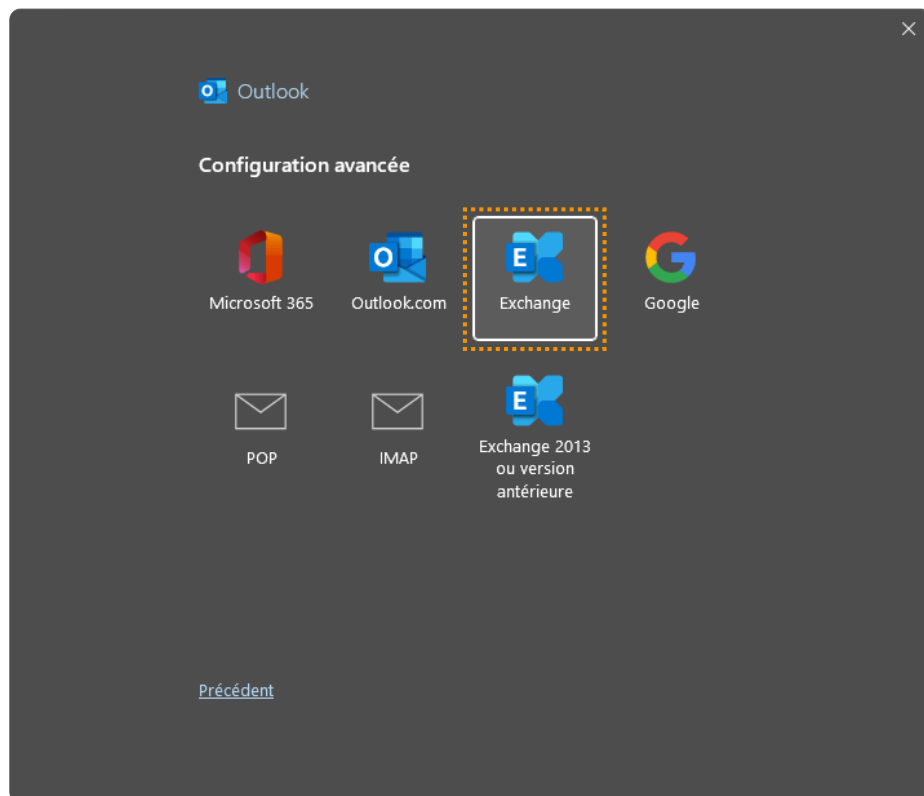 Outlook
Configuration avancée
Microsoft 365
Outlook.com
Exchange
Google
POP
IMAP
Exchange 2013
ou version
antérieure
Précédent